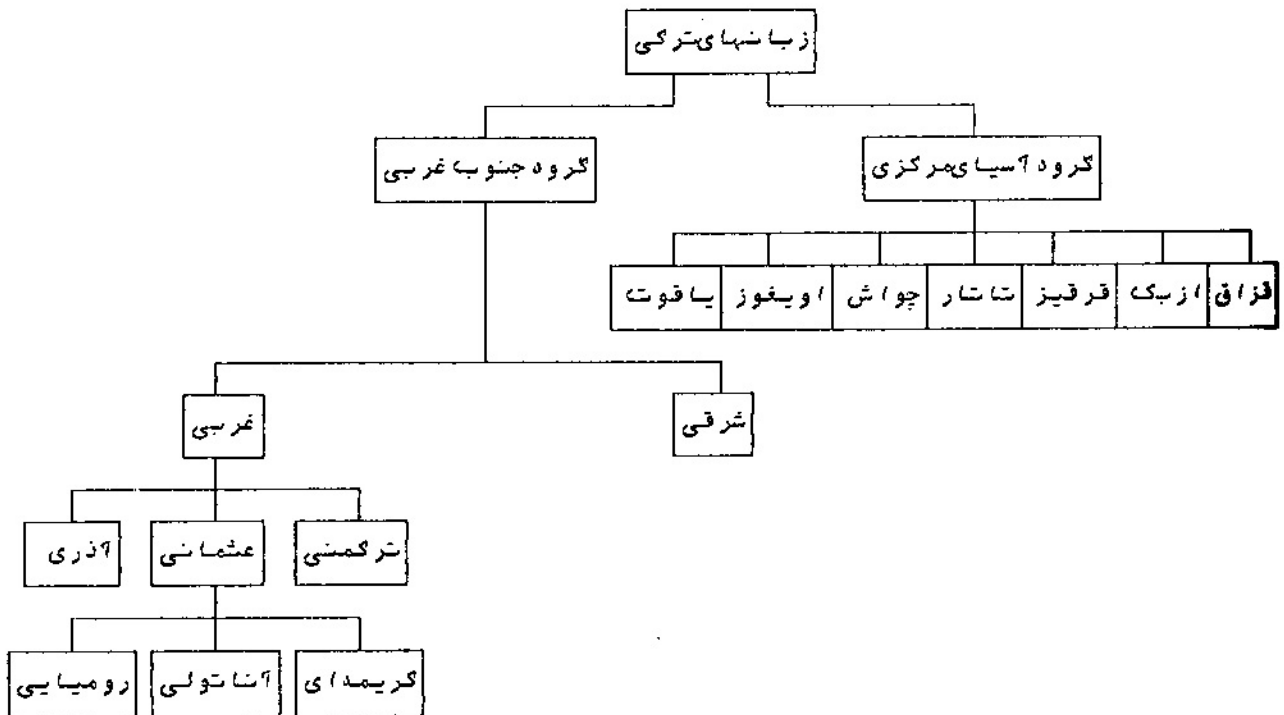 زبانهای‌ترکی
گروه آسیای‌مرکزی
گروه جنوب غربی
قزاق
ازبک
قرقیز
تاتار
چواش
اویغوز
یاقوت
شرقی
غربی
ترکمنی
عثمانی
آذری
کریمه‌ای
آناتولی
رومیایی